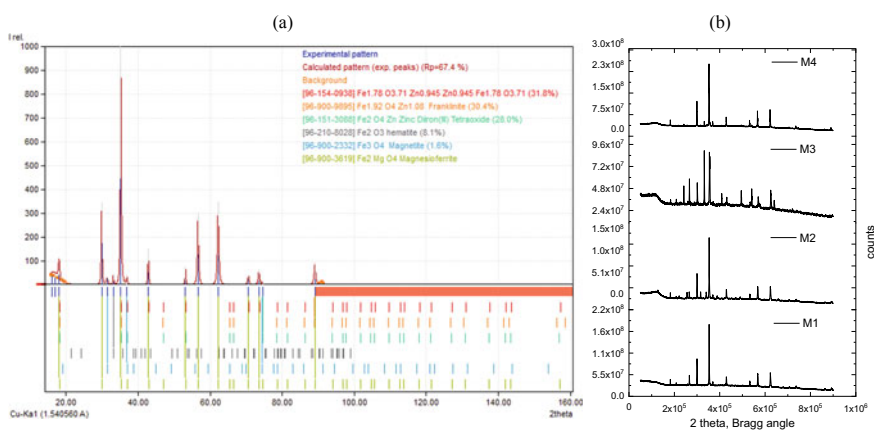 (a)
I rel.
Experimental pattern
Calculated pattern (exp. peaks) (Rp=67.4 %)
Background
[96-154-0938] Fe1.78 O3.71 Zn0.945 Zn0.945 Fe1.78 O3.71 (31.8%)
[96-900-9895] Fe1.92 O4 Zn1.08 Franklinite (30.4%)
[96-151-3088] Fe2 O4 Zn Zinc Diron(III) Tetraoxide (28.0%)
[96-210-8028] Fe2 O3 hematite (8.1%)
[96-900-2332] Fe3 O4 Magnetite (1.6%)
[96-900-3619] Fe2 Mg O4 Magnesioferrite
1000
900
800
700
600
500
400
300
200
100
20.00 40.00 60.00 80.00 100.00 120.00 140.00 160.00
Cu-Ka1 (1.540560 A) 2theta
(b)
3.0x10⁸
2.3x10⁸
1.5x10⁸
7.5x10⁷
0.0
9.6x10⁷
7.2x10⁷
4.8x10⁷
2.4x10⁷
1.5x10⁸
1.0x10⁸
5.1x10⁷
0.0
2.2x10⁸
1.6x10⁸
1.1x10⁸
5.5x10⁷
0.0
M4
M3
M2
M1
counts
2x10⁵ 4x10⁵ 6x10⁵ 8x10⁵ 10⁶
2 theta, Bragg angle